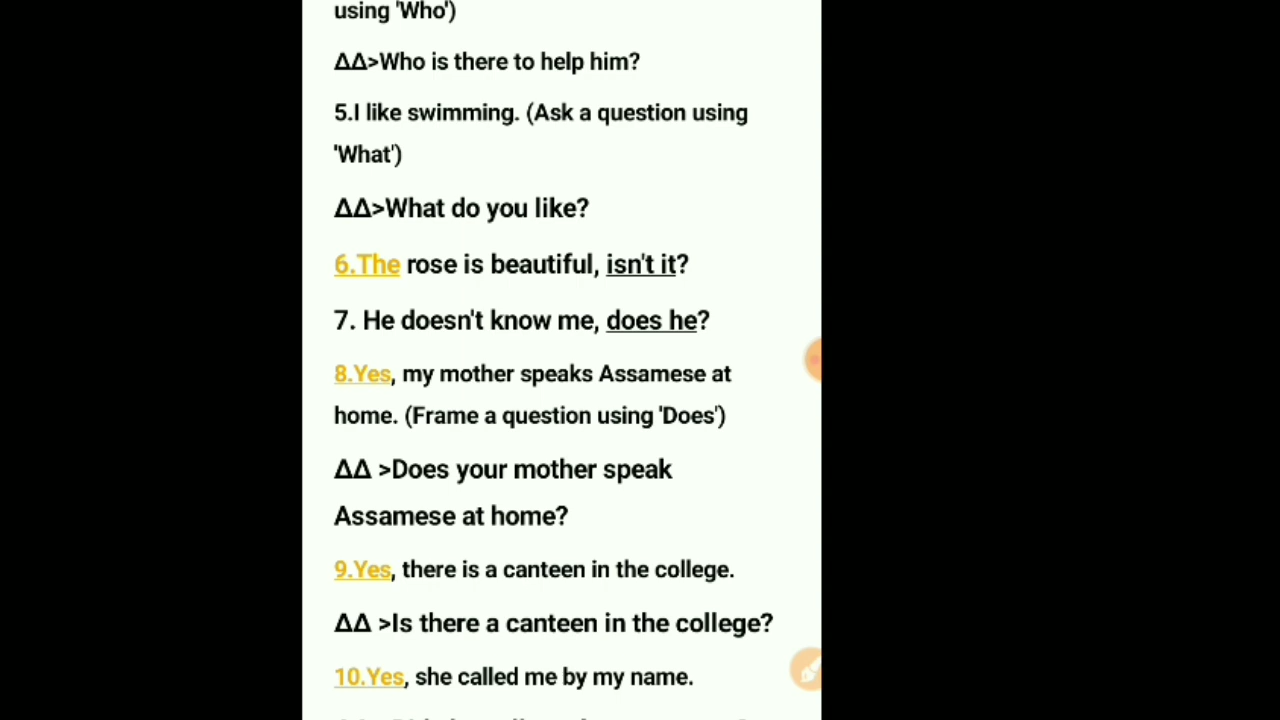 using 'Who')
ΔΔ>Who is there to help him?
5.I like swimming. (Ask a question using
'What')
ΔΔ>What do you like?
6.The rose is beautiful, isn't it?
7. He doesn't know me, does he?
8.Yes, my mother speaks Assamese at
home. (Frame a question using 'Does')
ΔΔ >Does your mother speak
Assamese at home?
9.Yes, there is a canteen in the college.
ΔΔ >Is there a canteen in the college?
10.Yes, she called me by my name.